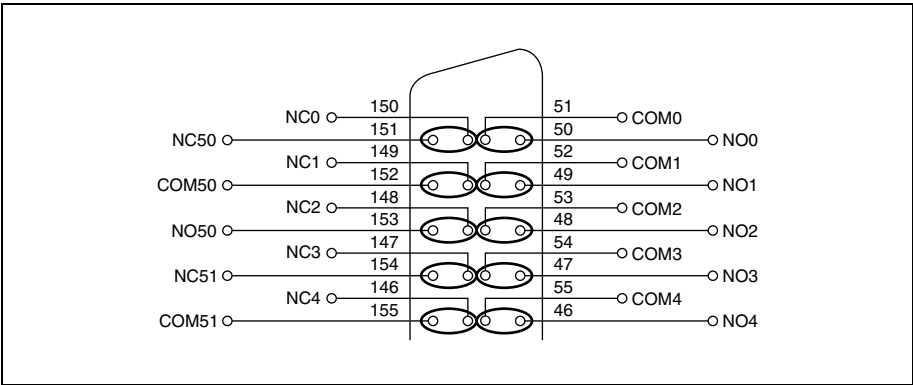 NC0 150 51 COM0
NC50 151 50 NO0
NC1 149 52 COM1
COM50 152 49 NO1
NC2 148 53 COM2
NO50 153 48 NO2
NC3 147 54 COM3
NC51 154 47 NO3
NC4 146 55 COM4
COM51 155 46 NO4